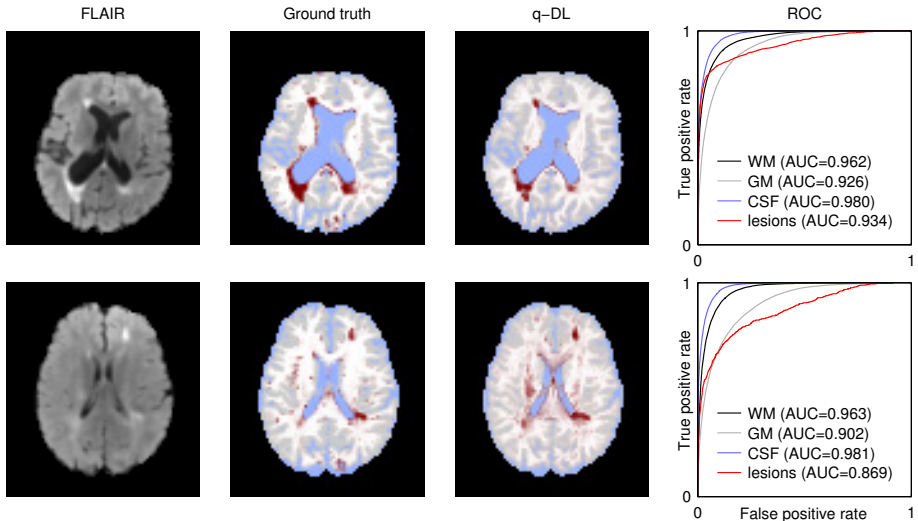 FLAIR
Ground truth
q-DL
ROC
1
True positive rate
WM (AUC=0.962)
GM (AUC=0.926)
CSF (AUC=0.980)
lesions (AUC=0.934)
0
0
1
1
True positive rate
WM (AUC=0.963)
GM (AUC=0.902)
CSF (AUC=0.981)
lesions (AUC=0.869)
0
0
False positive rate
1